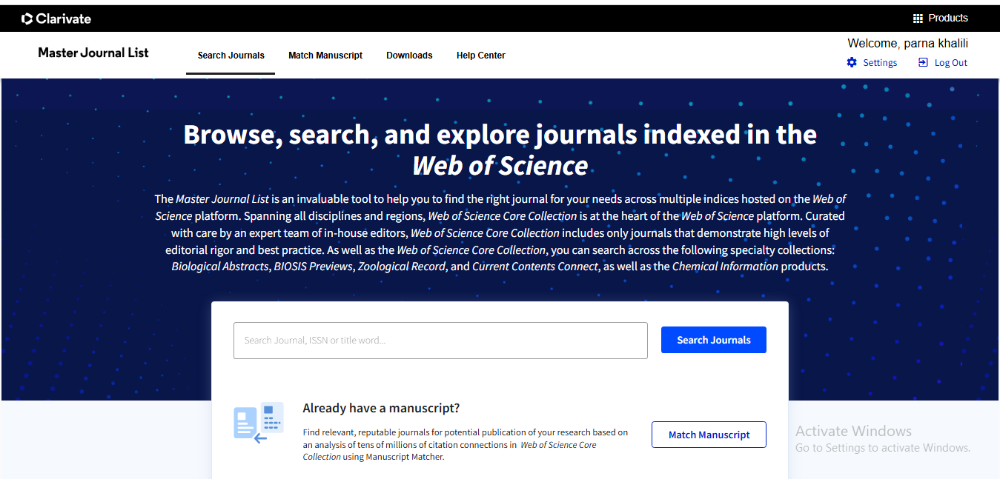 Clarivate
Products
Master Journal List
Search Journals
Match Manuscript
Downloads
Help Center
Welcome, parna khalili
Settings
Log Out
Browse, search, and explore journals indexed in the
Web of Science
The Master Journal List is an invaluable tool to help you to find the right journal for your needs across multiple indices hosted on the Web of
Science platform. Spanning all disciplines and regions, Web of Science Core Collection is at the heart of the Web of Science platform. Curated
with care by an expert team of in-house editors, Web of Science Core Collection includes only journals that demonstrate high levels of
editorial rigor and best practice. As well as the Web of Science Core Collection, you can search across the following specialty collections:
Biological Abstracts, BIOSIS Previews, Zoological Record, and Current Contents Connect, as well as the Chemical Information products.
Search Journal, ISSN or title word...
Search Journals
Already have a manuscript?
Find relevant, reputable journals for potential publication of your research based on
an analysis of tens of millions of citation connections in Web of Science Core
Collection using Manuscript Matcher.
Match Manuscript
Activate Windows
Go to Settings to activate Windows.